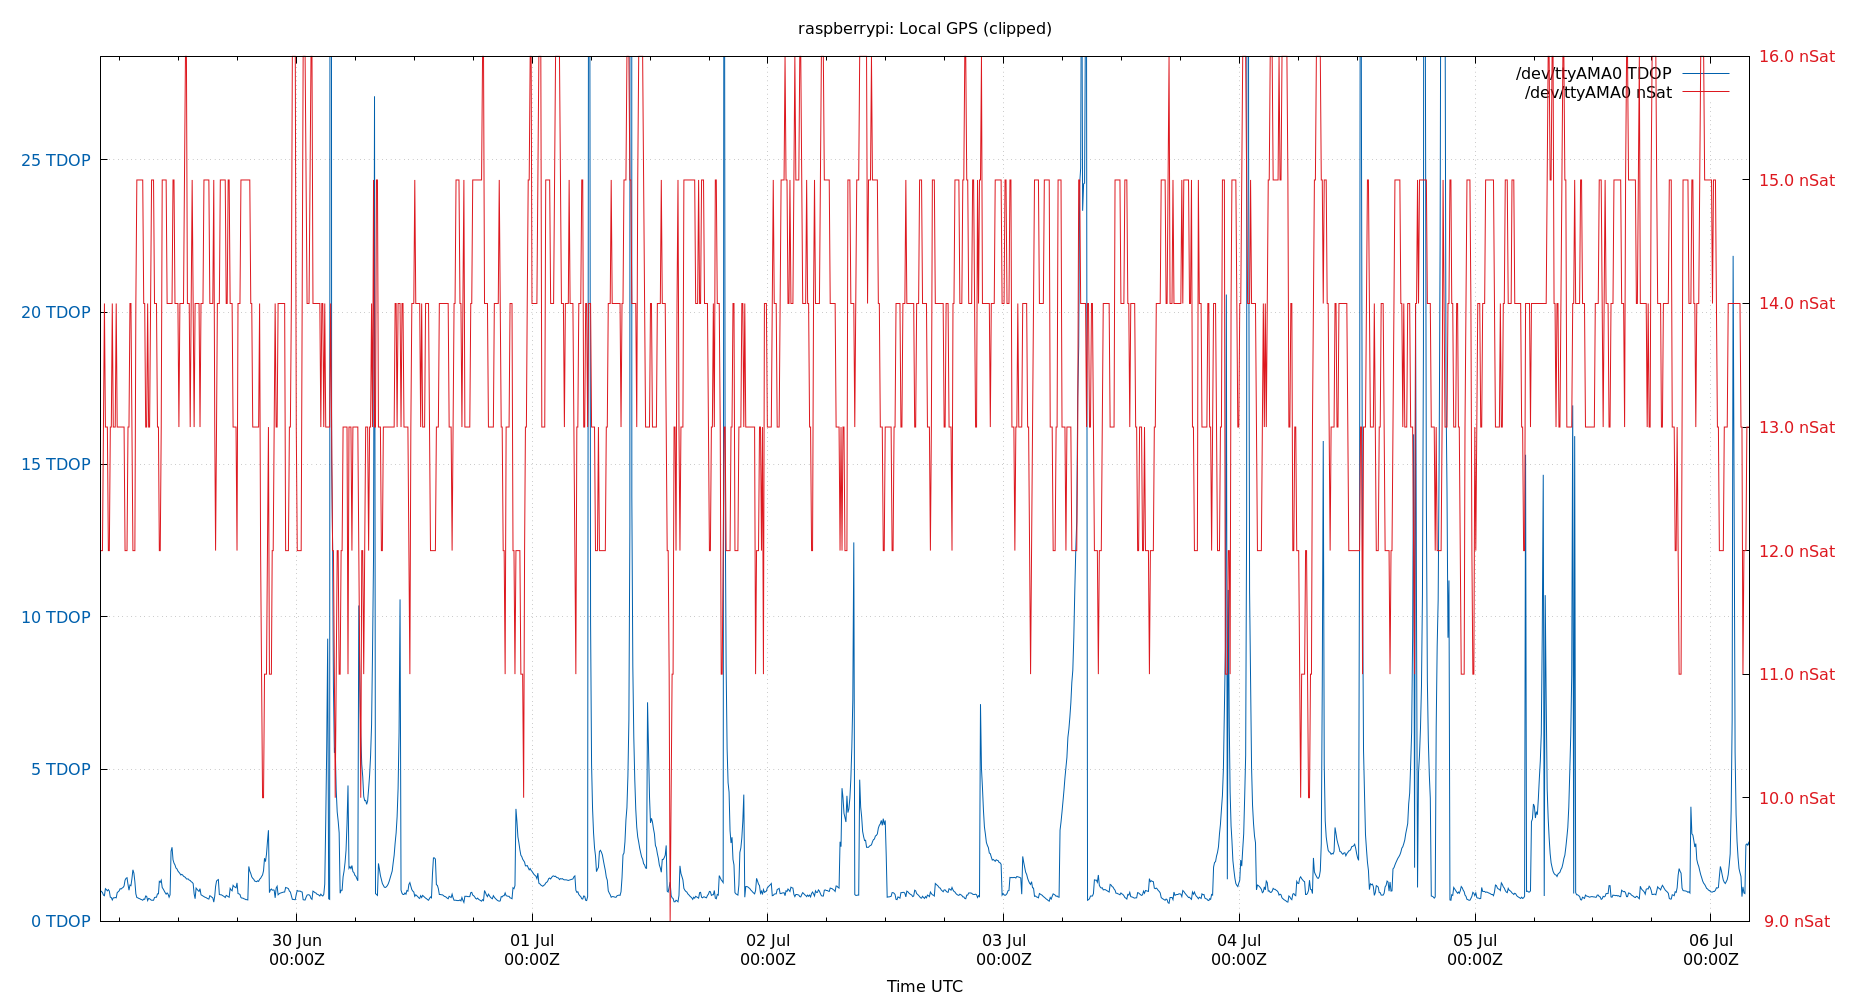 raspberrypi: Local GPS (clipped)
/dev/ttyAMA0 TDOP
/dev/ttyAMA0 nSat
25 TDOP
20 TDOP
15 TDOP
10 TDOP
5 TDOP
0 TDOP
16.0 nSat
15.0 nSat
14.0 nSat
13.0 nSat
12.0 nSat
11.0 nSat
10.0 nSat
9.0 nSat
30 Jun
00:00Z
01 Jul
00:00Z
02 Jul
00:00Z
03 Jul
00:00Z
04 Jul
00:00Z
05 Jul
00:00Z
06 Jul
00:00Z
Time UTC